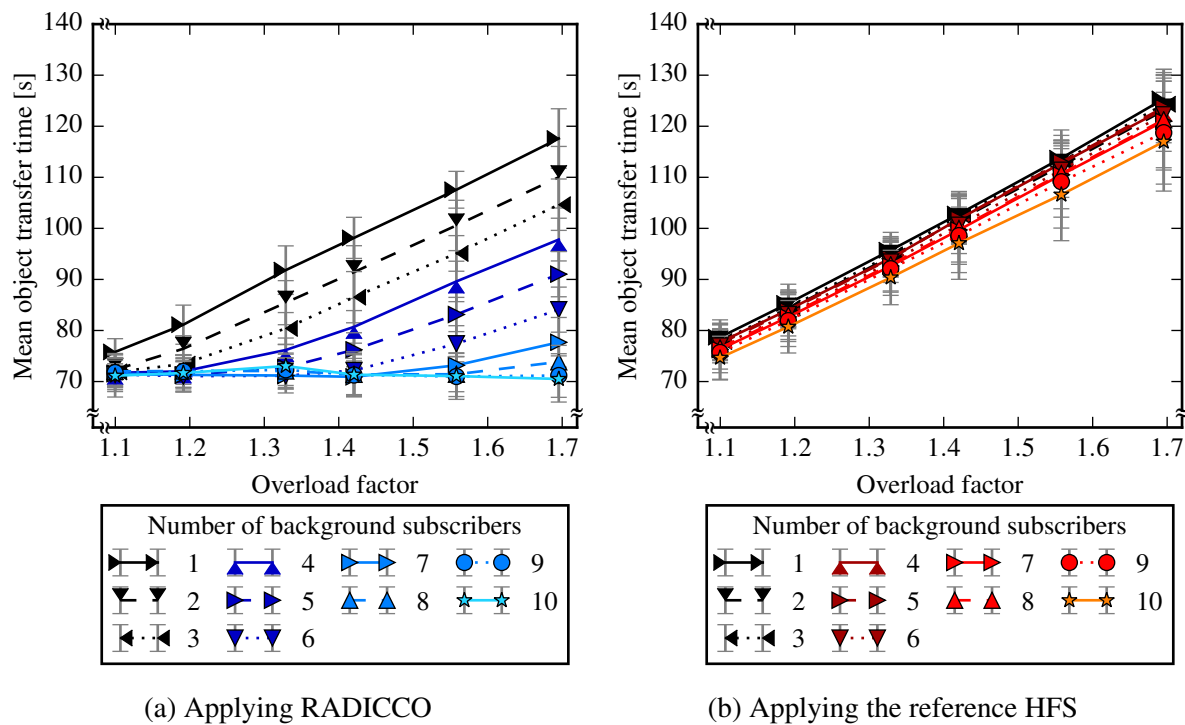 140
130
120
110
100
90
80
70
Mean object transfer time [s]
1.1 1.2 1.3 1.4 1.5 1.6 1.7
Overload factor
Number of background subscribers
1 4 7 9
2 5 8 10
3 6
(a) Applying RADICCO
140
130
120
110
100
90
80
70
Mean object transfer time [s]
1.1 1.2 1.3 1.4 1.5 1.6 1.7
Overload factor
Number of background subscribers
1 4 7 9
2 5 8 10
3 6
(b) Applying the reference HFS